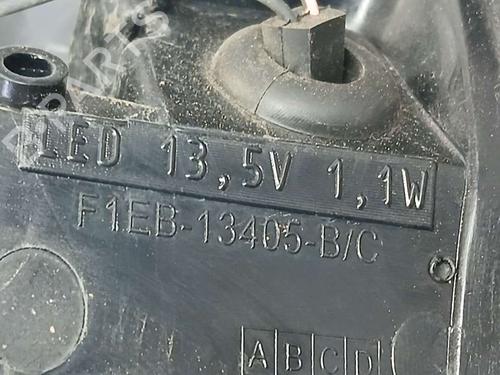 LED 13,5V 1,1W
F1EB-13405-B/C
A B C D